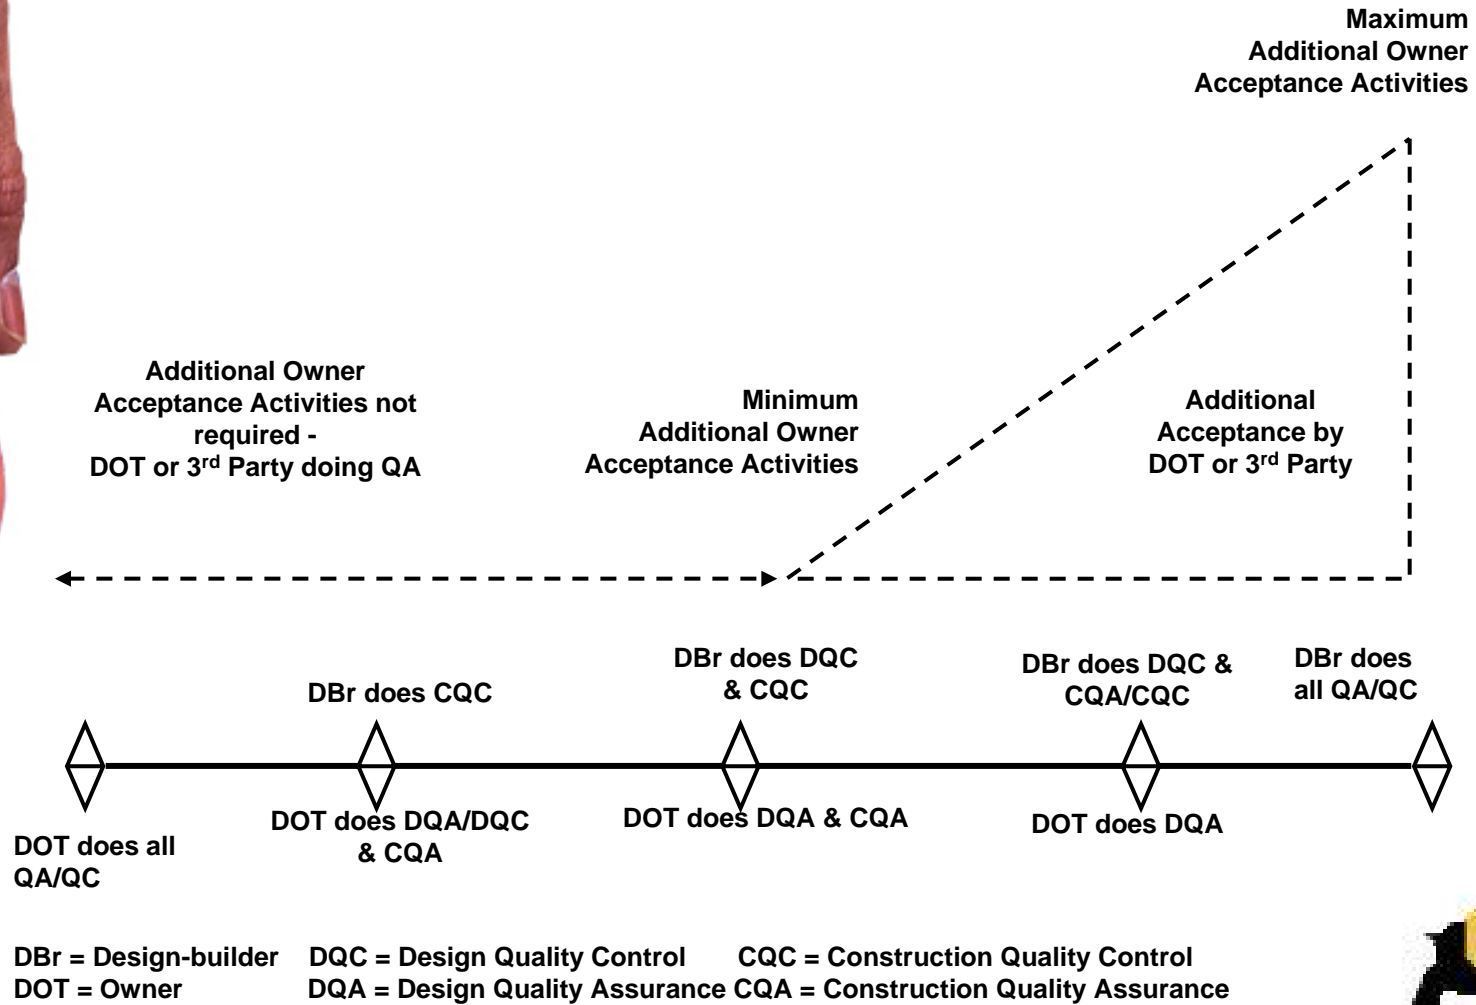 Maximum
Additional Owner
Acceptance Activities
Additional Owner
Acceptance Activities not
required -
DOT or 3rd Party doing QA
Minimum
Additional Owner
Acceptance Activities
Additional
Acceptance by
DOT or 3rd Party
DBr does CQC
DBr does DQC
& CQC
DBr does DQC &
CQA/CQC
DBr does
all QA/QC
DOT does all
QA/QC
DOT does DQA/DQC
& CQA
DOT does DQA & CQA
DOT does DQA
DBr = Design-builder DQC = Design Quality Control CQC = Construction Quality Control
DOT = Owner DQA = Design Quality Assurance CQA = Construction Quality Assurance